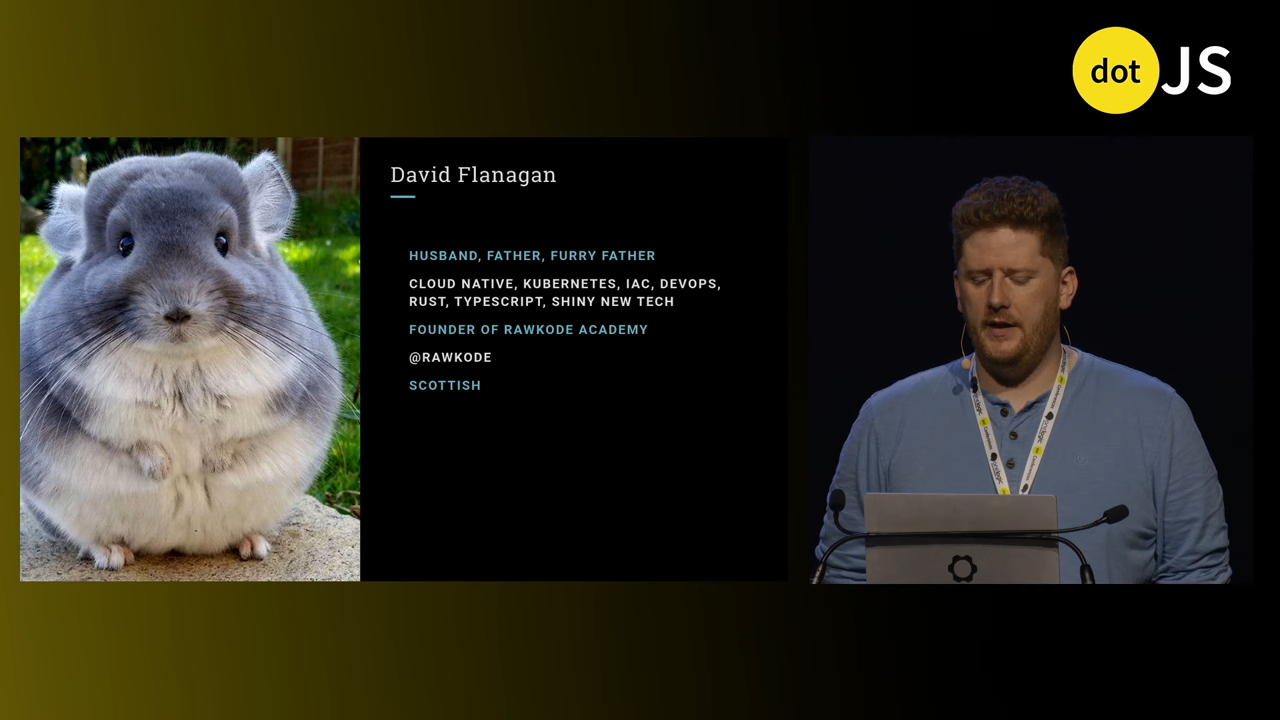 dot JS
David Flanagan
HUSBAND, FATHER, FURRY FATHER
CLOUD NATIVE, KUBERNETES, IAC, DEVOPS,
RUST, TYPESCRIPT, SHINY NEW TECH
FOUNDER OF RAWKODE ACADEMY
@RAWKODE
SCOTTISH